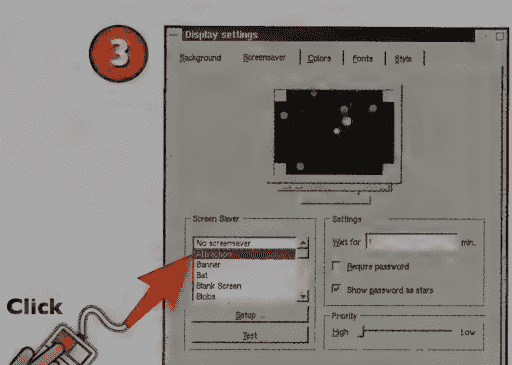 3
Display settings
Background Screensaver Colors Fonts Style
Screen Saver
No screensaver
Attraction
Banner
Bat
Blank Screen
Blobs
Setup ...
Test
Settings
Wait for 1 min.
Require password
Show password as stars
Priority
High Low
Click